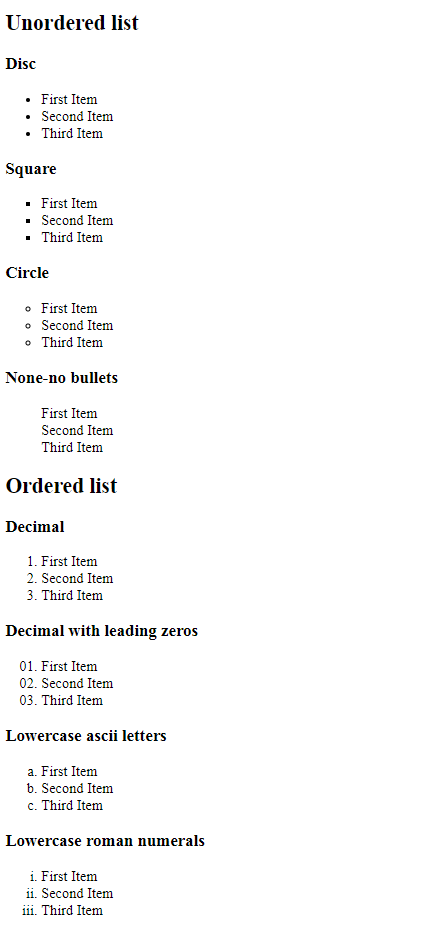 Unordered list
Disc
• First Item
• Second Item
• Third Item
Square
▪ First Item
▪ Second Item
▪ Third Item
Circle
◦ First Item
◦ Second Item
◦ Third Item
None-no bullets
First Item
Second Item
Third Item
Ordered list
Decimal
1. First Item
2. Second Item
3. Third Item
Decimal with leading zeros
01. First Item
02. Second Item
03. Third Item
Lowercase ascii letters
a. First Item
b. Second Item
c. Third Item
Lowercase roman numerals
i. First Item
ii. Second Item
iii. Third Item